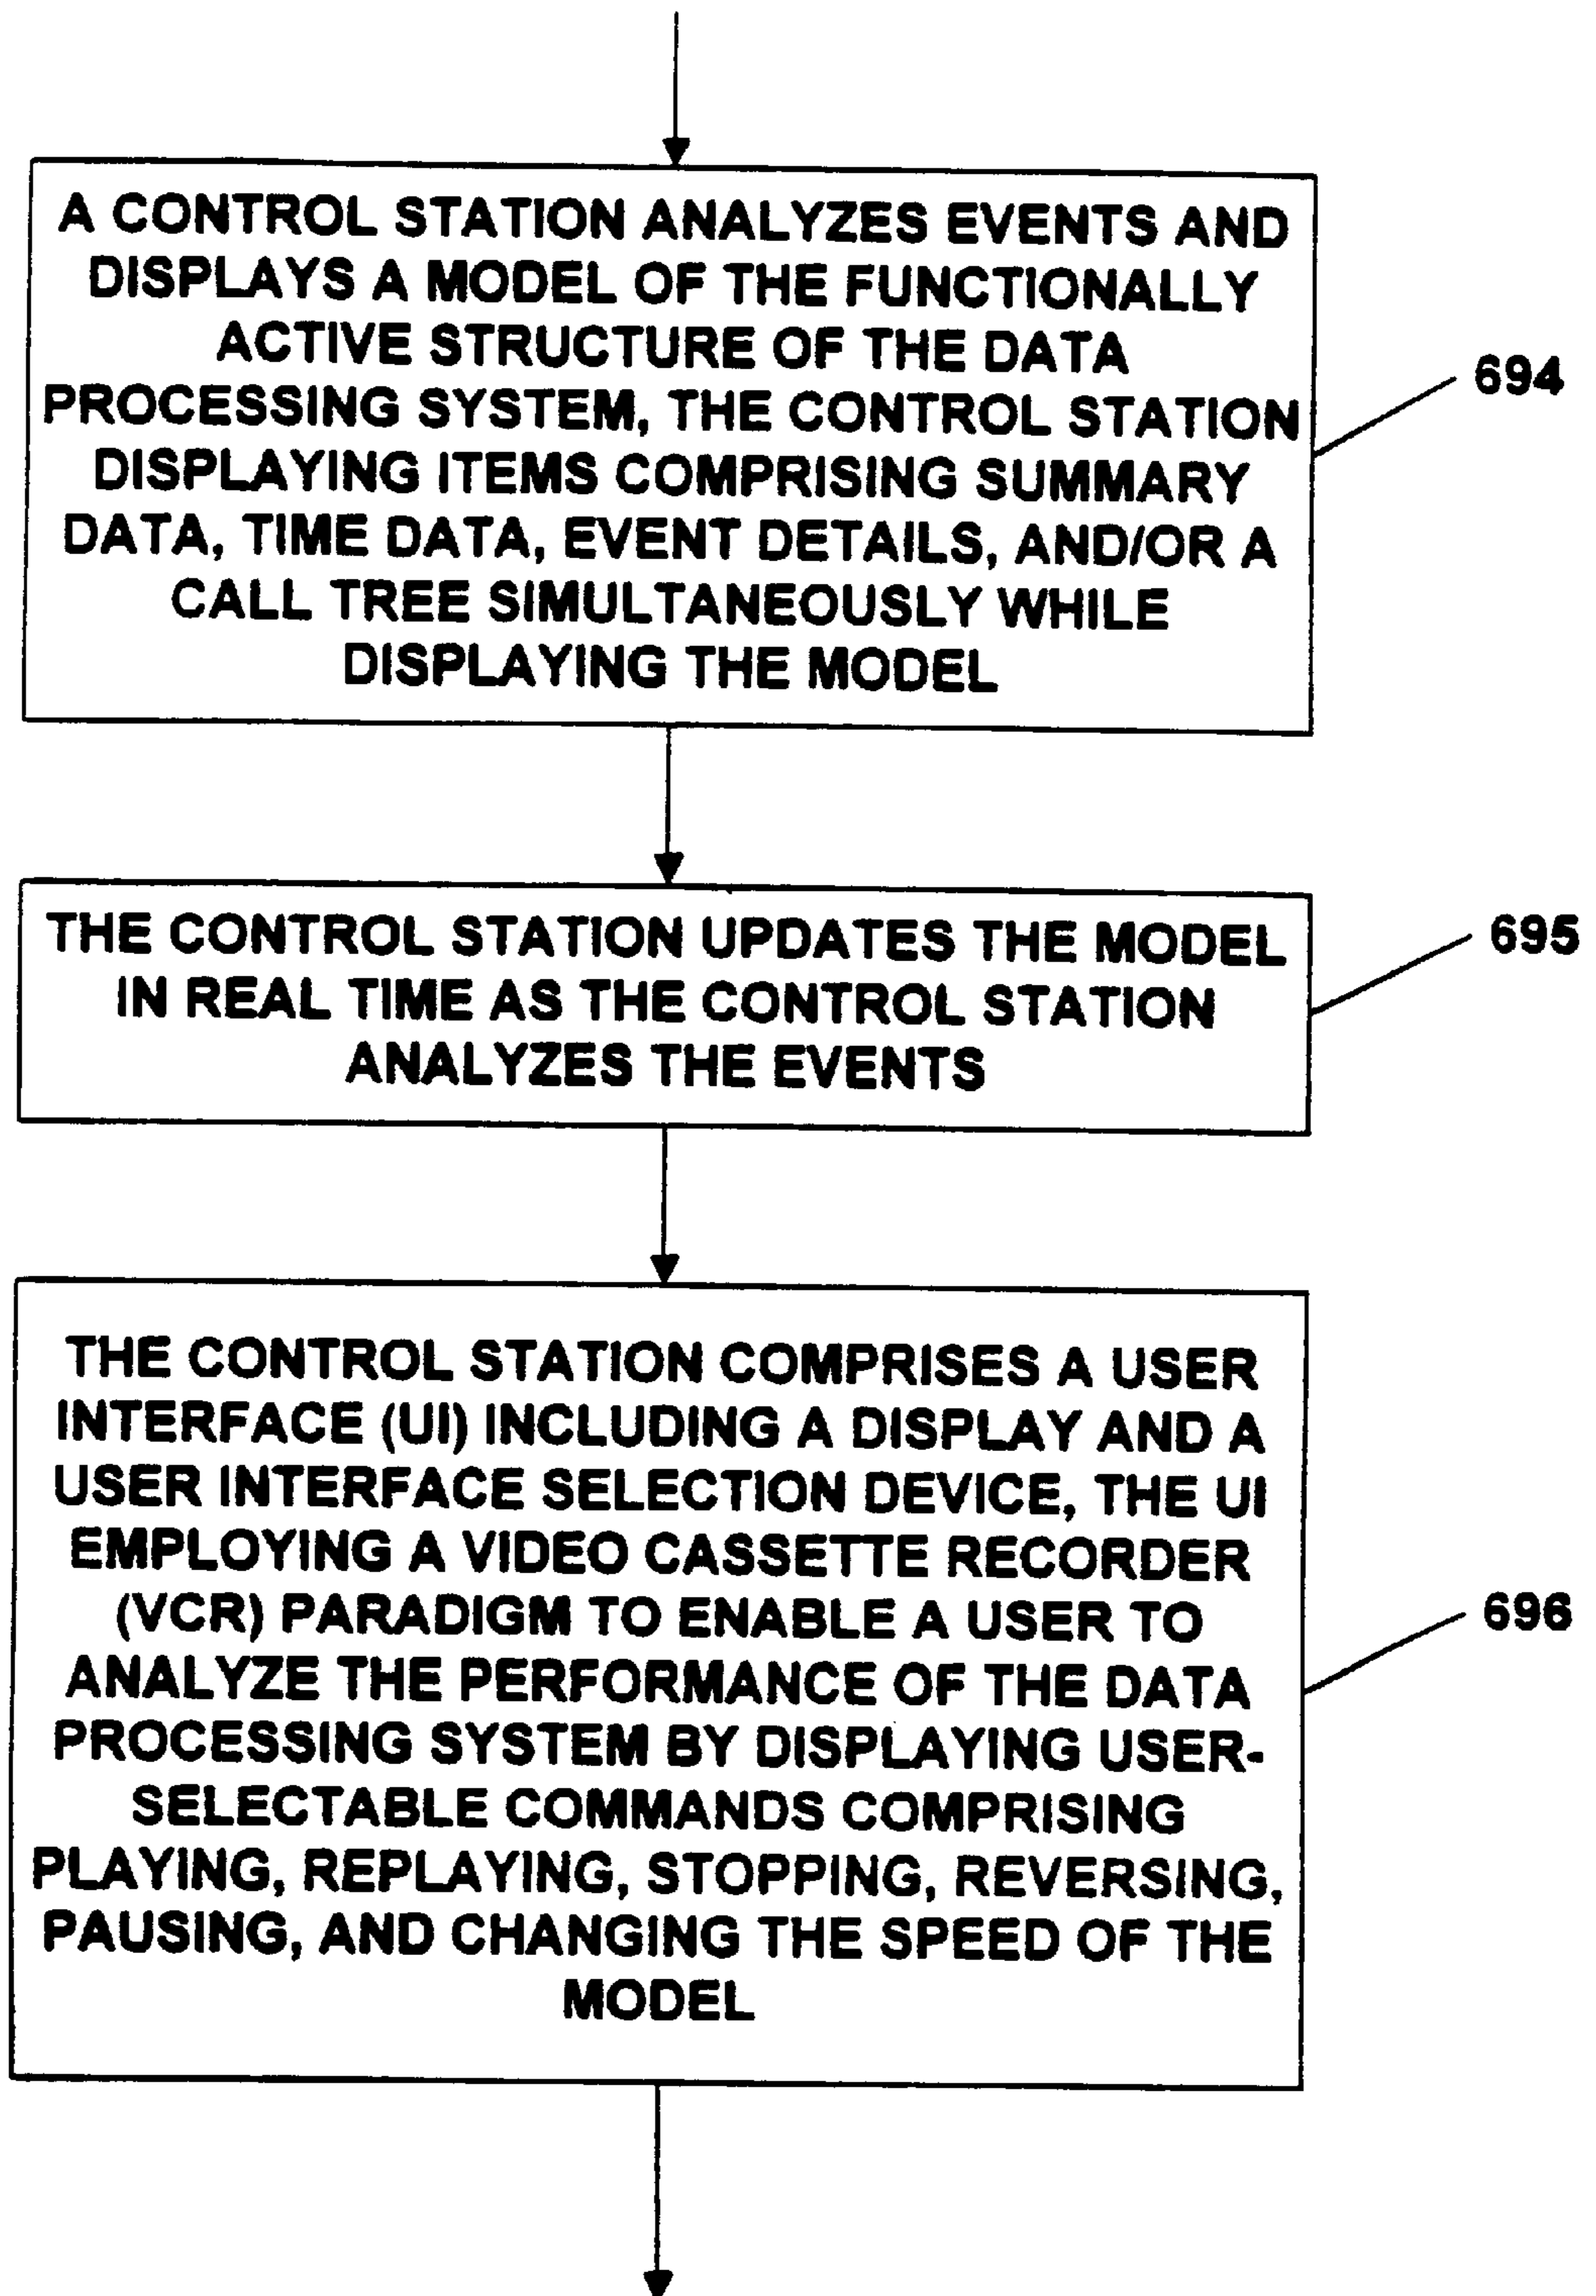 A CONTROL STATION ANALYZES EVENTS AND
DISPLAYS A MODEL OF THE FUNCTIONALLY
ACTIVE STRUCTURE OF THE DATA
PROCESSING SYSTEM, THE CONTROL STATION
DISPLAYING ITEMS COMPRISING SUMMARY
DATA, TIME DATA, EVENT DETAILS, AND/OR A
CALL TREE SIMULTANEOUSLY WHILE
DISPLAYING THE MODEL
694
THE CONTROL STATION UPDATES THE MODEL
IN REAL TIME AS THE CONTROL STATION
ANALYZES THE EVENTS
695
THE CONTROL STATION COMPRISES A USER
INTERFACE (UI) INCLUDING A DISPLAY AND A
USER INTERFACE SELECTION DEVICE, THE UI
EMPLOYING A VIDEO CASSETTE RECORDER
(VCR) PARADIGM TO ENABLE A USER TO
ANALYZE THE PERFORMANCE OF THE DATA
PROCESSING SYSTEM BY DISPLAYING USER-
SELECTABLE COMMANDS COMPRISING
PLAYING, REPLAYING, STOPPING, REVERSING,
PAUSING, AND CHANGING THE SPEED OF THE
MODEL
696